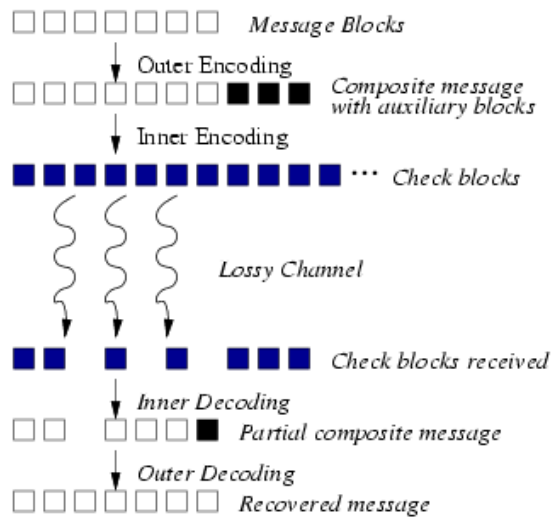 Message Blocks
Outer Encoding
Composite message
with auxiliary blocks
Inner Encoding
... Check blocks
Lossy Channel
Check blocks received
Inner Decoding
Partial composite message
Outer Decoding
Recovered message